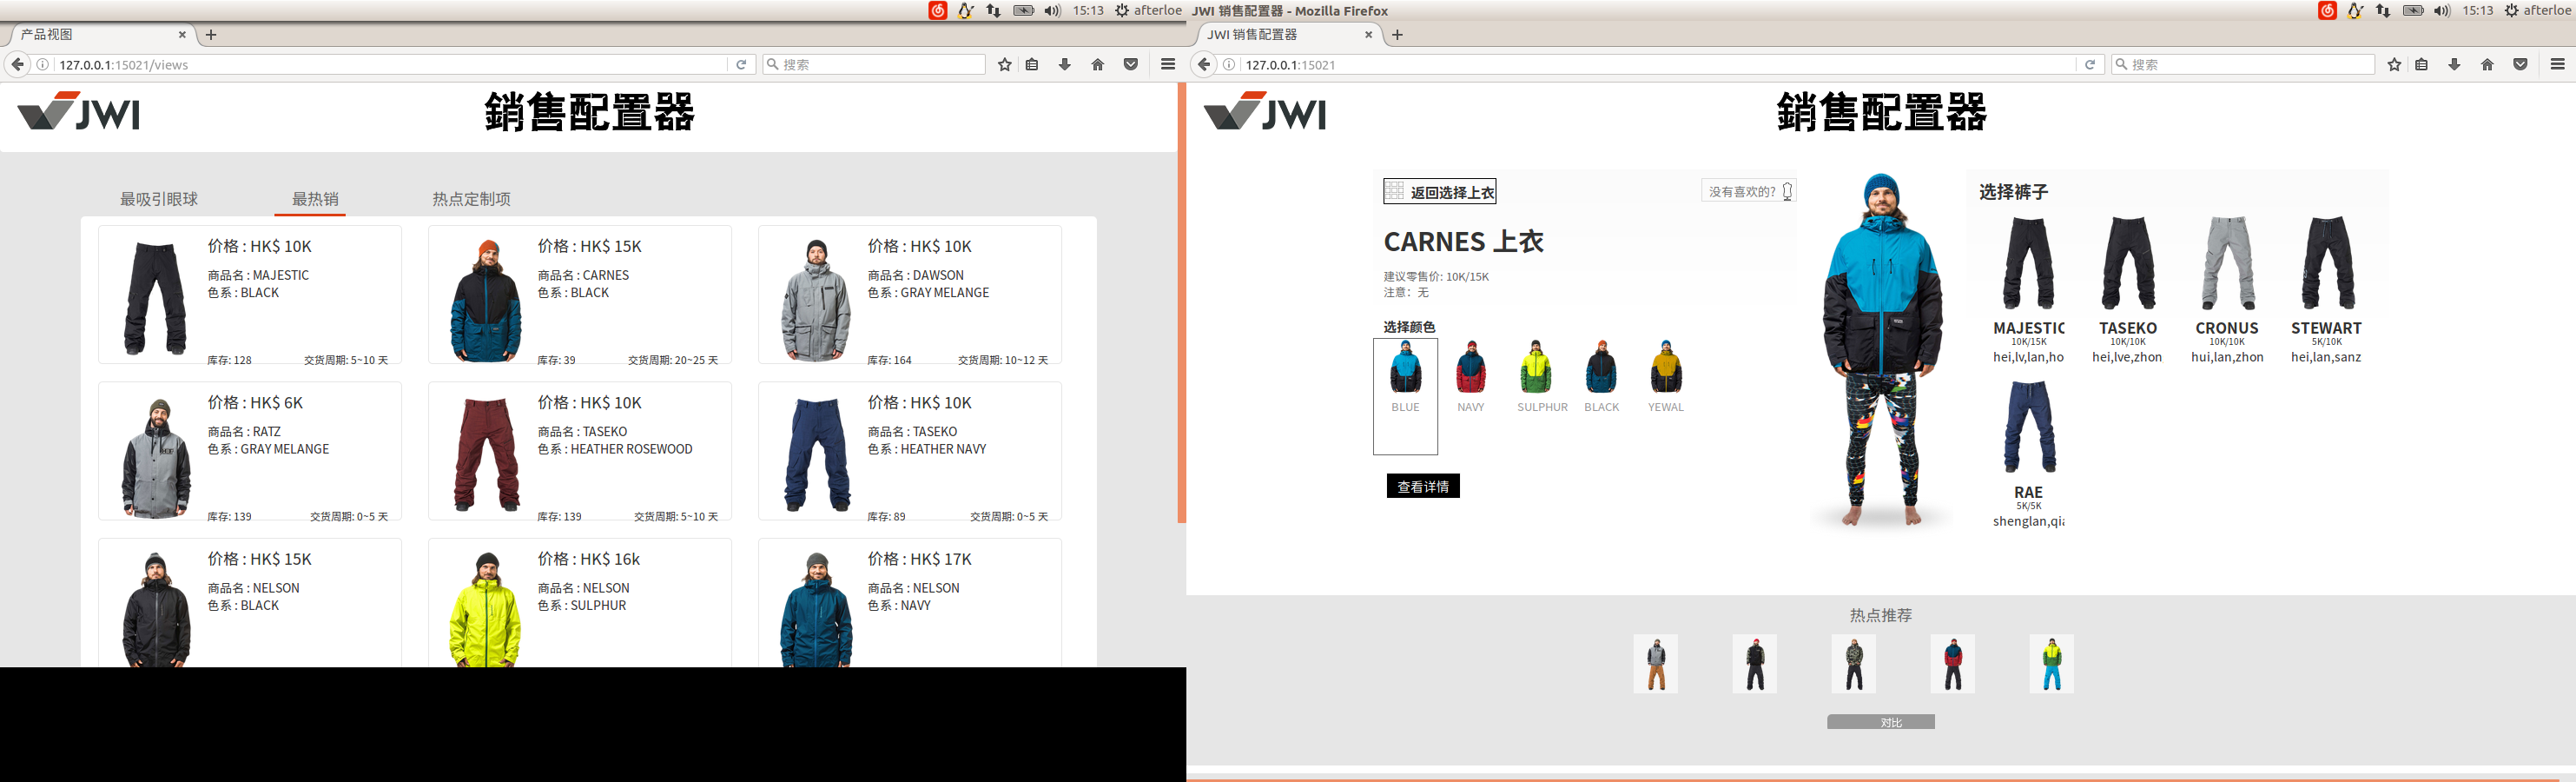 15:13 afterloe
产品视图
127.0.0.1:15021/views
搜索
JWI
銷售配置器
最吸引眼球 最热销 热点定制项
价格 : HK$ 10K
商品名 : MAJESTIC
色系 : BLACK
库存: 128 交货周期: 5~10 天
价格 : HK$ 15K
商品名 : CARNES
色系 : BLACK
库存: 39 交货周期: 20~25 天
价格 : HK$ 10K
商品名 : DAWSON
色系 : GRAY MELANGE
库存: 164 交货周期: 10~12 天
价格 : HK$ 6K
商品名 : RATZ
色系 : GRAY MELANGE
库存: 139 交货周期: 0~5 天
价格 : HK$ 10K
商品名 : TASEKO
色系 : HEATHER ROSEWOOD
库存: 139 交货周期: 5~10 天
价格 : HK$ 10K
商品名 : TASEKO
色系 : HEATHER NAVY
库存: 89 交货周期: 0~5 天
价格 : HK$ 15K
商品名 : NELSON
色系 : BLACK
价格 : HK$ 16k
商品名 : NELSON
色系 : SULPHUR
价格 : HK$ 17K
商品名 : NELSON
色系 : NAVY
JWI 销售配置器 - Mozilla Firefox
15:13 afterloe
JWI 销售配置器
127.0.0.1:15021
搜索
JWI
銷售配置器
返回选择上衣
没有喜欢的?
CARNES 上衣
建议零售价: 10K/15K
注意： 无
选择颜色
BLUE NAVY SULPHUR BLACK YEWAL
查看详情
选择裤子
MAJESTIC TASEKO CRONUS STEWART
10K/15K 10K/10K 10K/10K 5K/10K
hei,lv,lan,ho hei,lve,zhon hui,lan,zhon hei,lan,sanz
RAE
5K/5K
shenglan,qia
热点推荐
对比